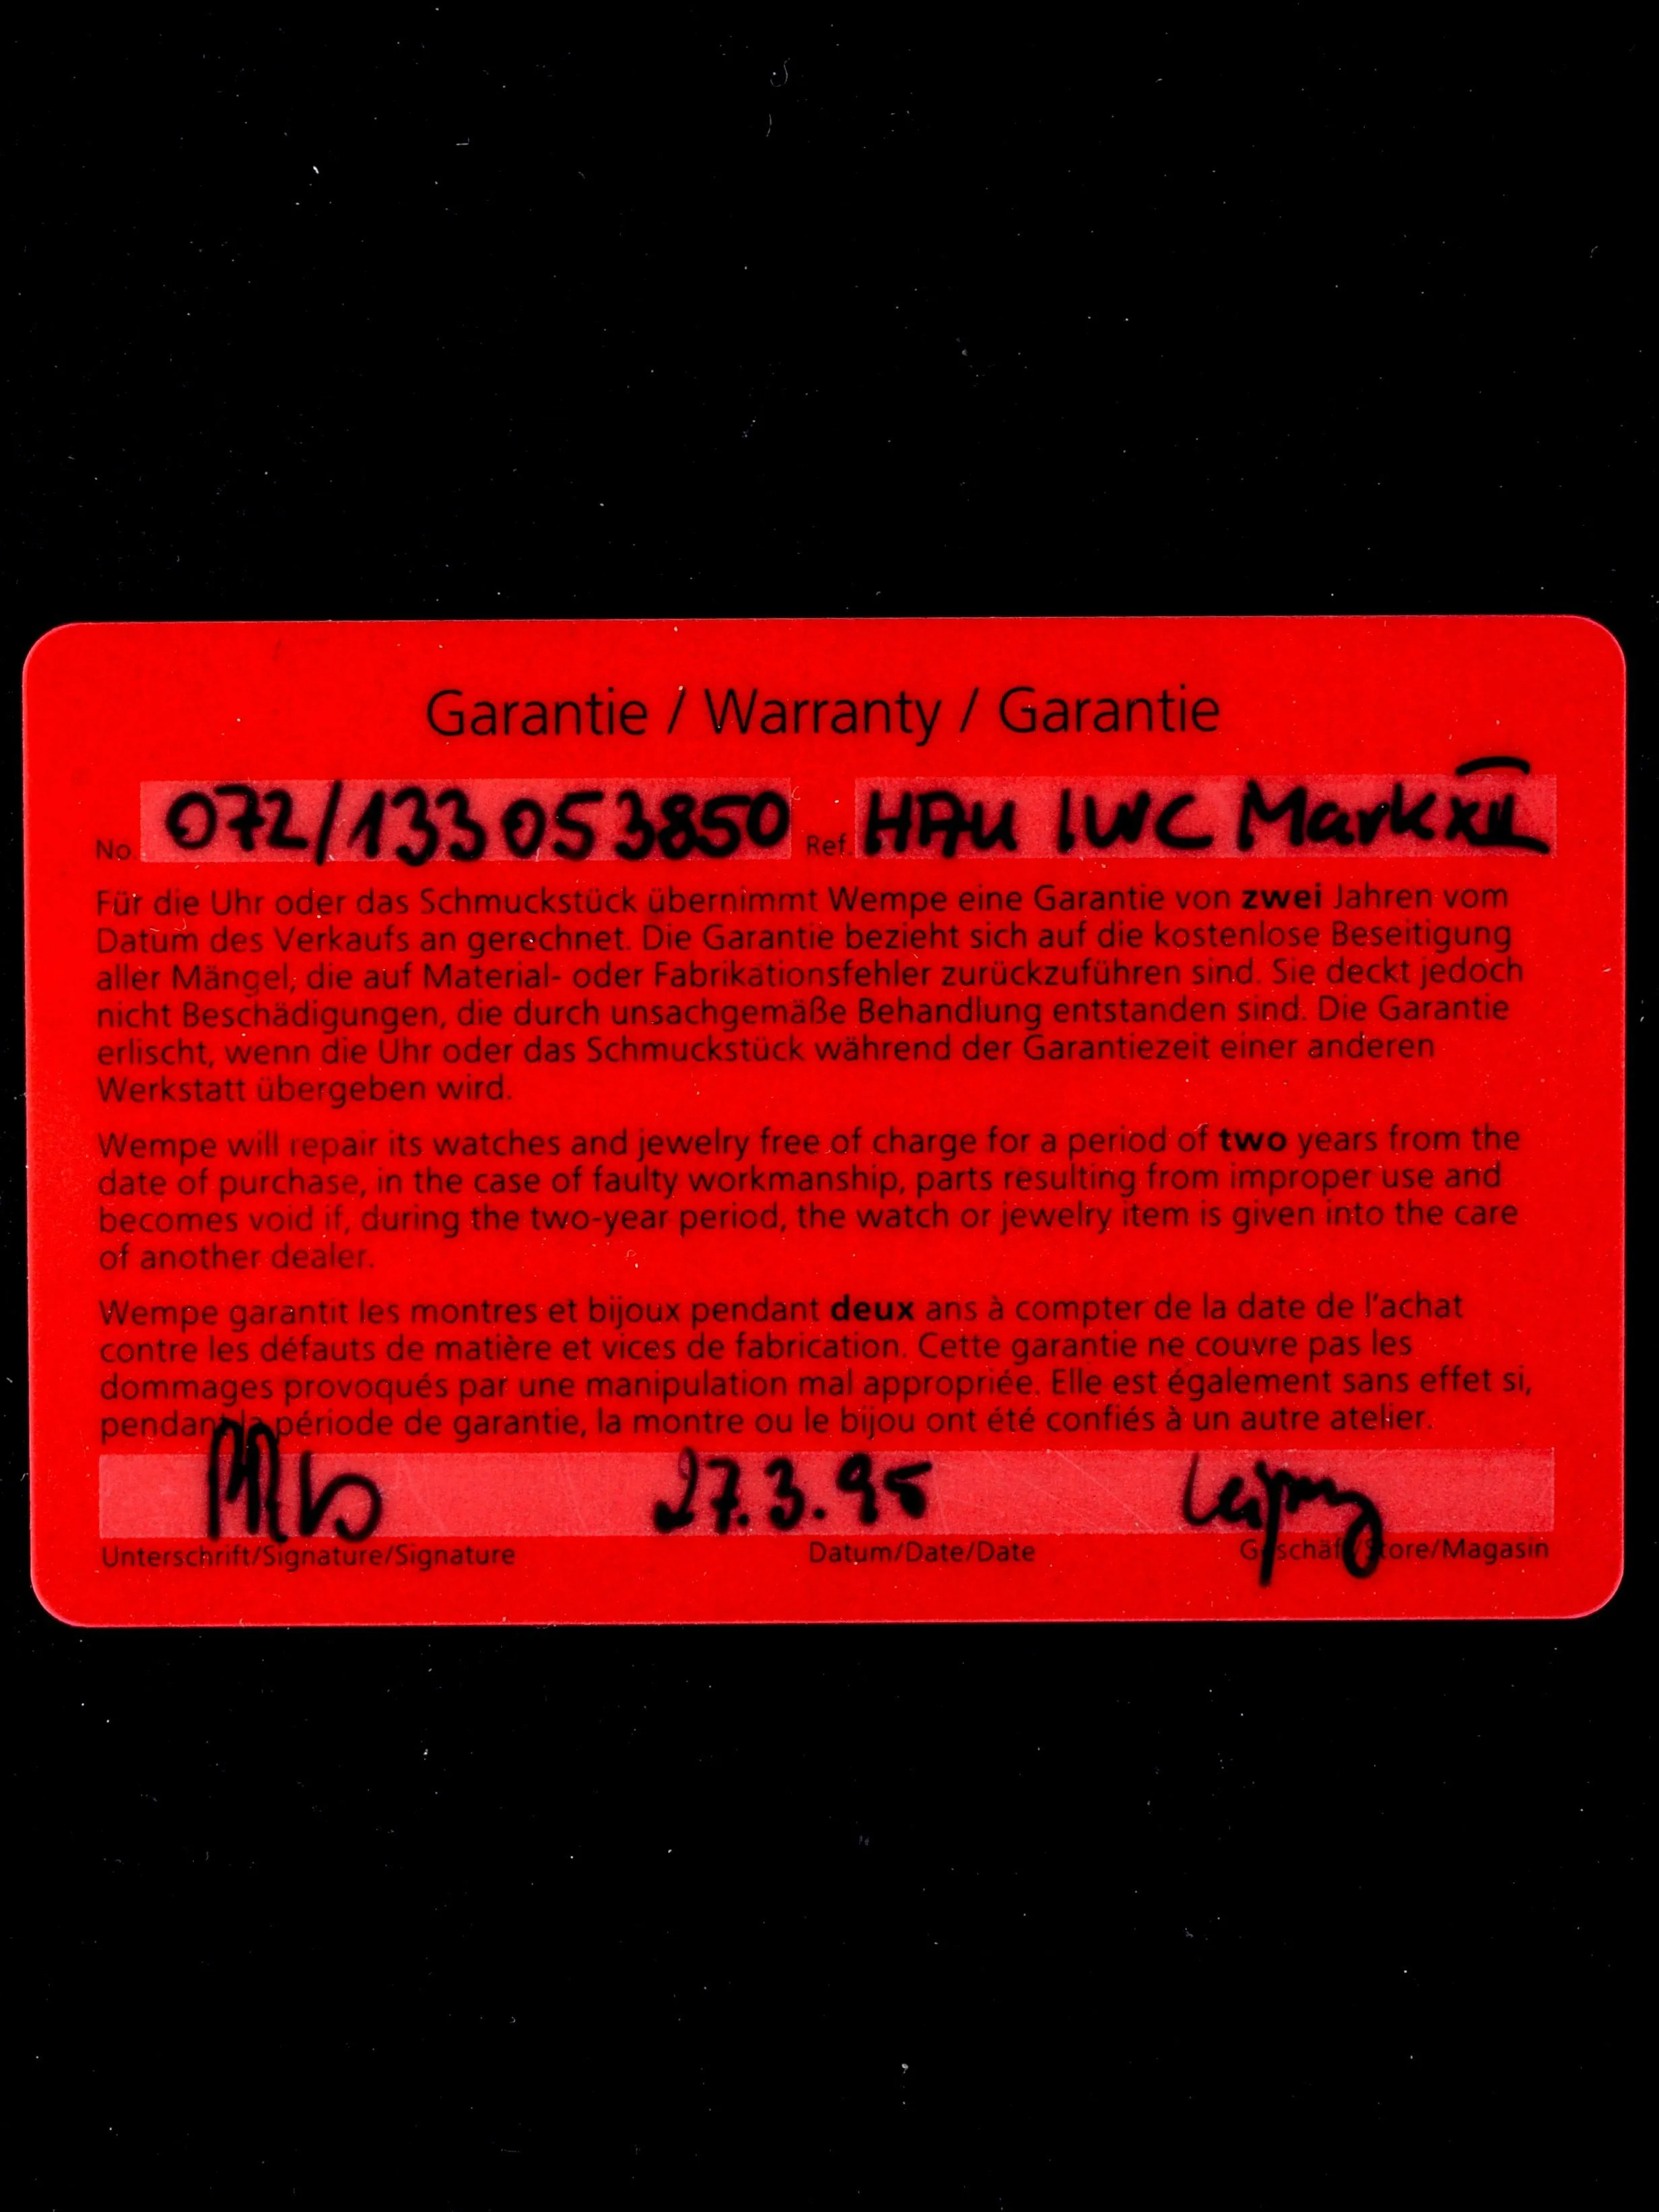 Garantie / Warranty / Garantie
No. 072/133 053850 Ref. HAU IWC Mark XII
Für die Uhr oder das Schmuckstück übernimmt Wempe eine Garantie von zwei Jahren vom
Datum des Verkaufs an gerechnet. Die Garantie bezieht sich auf die kostenlose Beseitigung
aller Mängel, die auf Material- oder Fabrikationsfehler zurückzuführen sind. Sie deckt jedoch
nicht Beschädigungen, die durch unsachgemäße Behandlung entstanden sind. Die Garantie
erlischt, wenn die Uhr oder das Schmuckstück während der Garantiezeit einer anderen
Werkstatt übergeben wird.
Wempe will repair its watches and jewelry free of charge for a period of two years from the
date of purchase, in the case of faulty workmanship, parts resulting from improper use and
becomes void if, during the two-year period, the watch or jewelry item is given into the care
of another dealer.
Wempe garantit les montres et bijoux pendant deux ans à compter de la date de l'achat
contre les défauts de matière et vices de fabrication. Cette garantie ne couvre pas les
dommages provoqués par une manipulation mal appropriée. Elle est également sans effet si,
pendant la période de garantie, la montre ou le bijou ont été confiés à un autre atelier.
27.3.95 Leipzig
Unterschrift/Signature/Signature Datum/Date/Date Geschäft/Store/Magasin